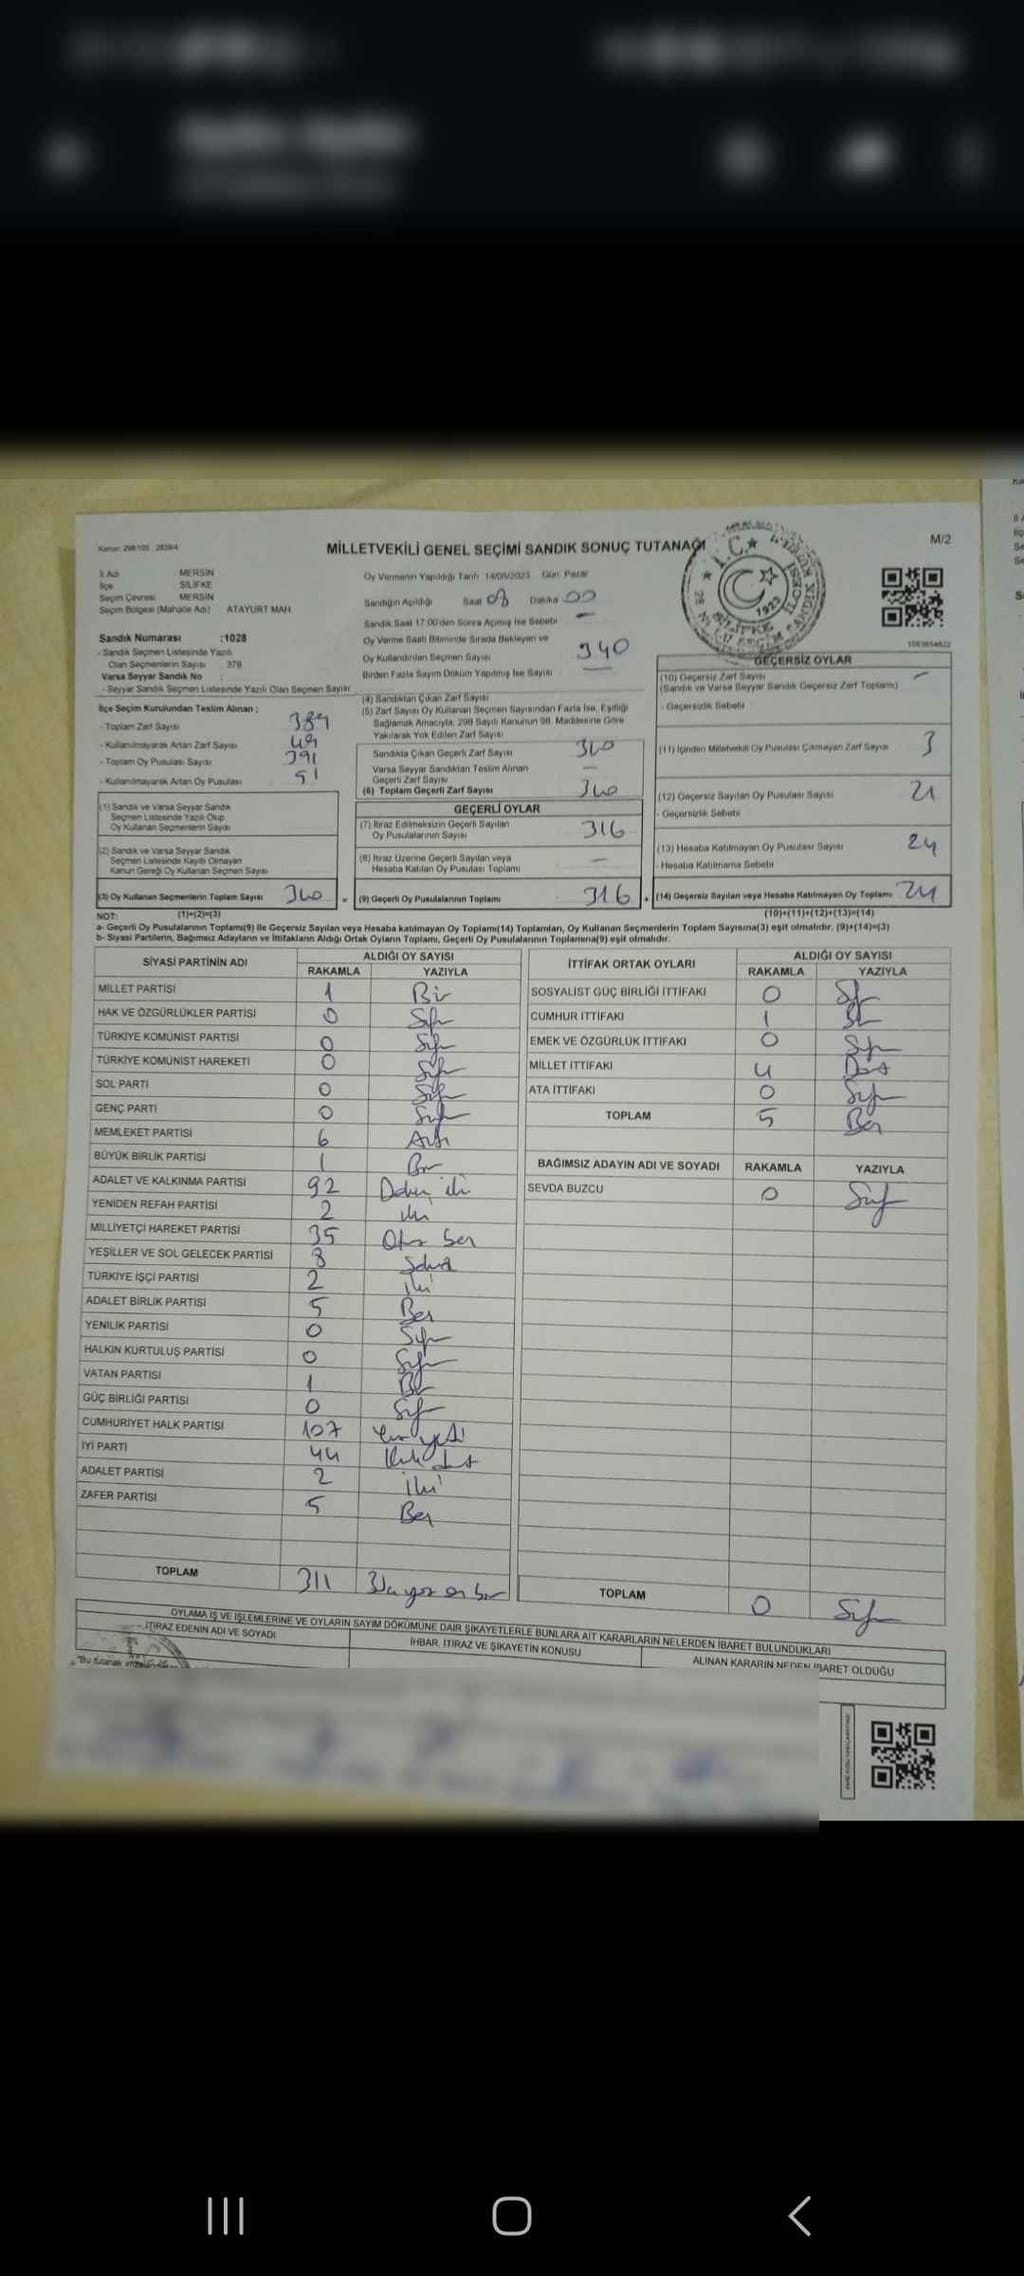 Kanun: 298/105 , 2839/4
MİLLETVEKİLİ GENEL SEÇİMİ SANDIK SONUÇ TUTANAĞI
M/2
İl Adı : MERSİN
İlçe : SİLİFKE
Seçim Çevresi : MERSİN
Seçim Bölgesi (Mahalle Adı) : ATAYURT MAH.
Oy Vermenin Yapıldığı Tarih :14/05/2023 Gün: Pazar
Sandığın Açıldığı Saat 08 Dakika 00
Sandık Saat 17:00'den Sonra Açılmış İse Sebebi –
Oy Verme Saati Bitiminde Sırada Bekleyen ve
Oy Kullandırılan Seçmen Sayısı 340
Birden Fazla Sayım Döküm Yapılmış İse Sayısı —
T.C.
1923
SİLİFKE
Sandık Numarası :1028
- Sandık Seçmen Listesinde Yazılı
Olan Seçmenlerin Sayısı : 379
Varsa Seyyar Sandık No :
- Seyyar Sandık Seçmen Listesinde Yazılı Olan Seçmen Sayısı
İlçe Seçim Kurulundan Teslim Alınan ;
- Toplam Zarf Sayısı 389
- Kullanılmayarak Artan Zarf Sayısı 49
- Toplam Oy Pusulası Sayısı 391
- Kullanılmayarak Artan Oy Pusulası 51
(1) Sandık ve Varsa Seyyar Sandık
Seçmen Listesinde Yazılı Olup
Oy Kullanan Seçmenlerin Sayısı
(2) Sandık ve Varsa Seyyar Sandık
Seçmen Listesinde Kayıtlı Olmayan
Kanun Gereği Oy Kullanan Seçmen Sayısı
(3) Oy Kullanan Seçmenlerin Toplam Sayısı 340 =
(1)+(2)=(3)
(4) Sandıktan Çıkan Zarf Sayısı
(5) Zarf Sayısı Oy Kullanan Seçmen Sayısından Fazla İse, Eşitliği
Sağlamak Amacıyla, 298 Sayılı Kanunun 98. Maddesine Göre
Yakılarak Yok Edilen Zarf Sayısı
Sandıkta Çıkan Geçerli Zarf Sayısı 340
Varsa Seyyar Sandıktan Teslim Alınan
Geçerli Zarf Sayısı –
(6) Toplam Geçerli Zarf Sayısı 340
GEÇERLİ OYLAR
(7) İtiraz Edilmeksizin Geçerli Sayılan
Oy Pusulalarının Sayısı 316
(8) İtiraz Üzerine Geçerli Sayılan veya
Hesaba Katılan Oy Pusulaları Toplamı –
(9) Geçerli Oy Pusulalarının Toplamı 316 +
GEÇERSİZ OYLAR
(10) Geçersiz Zarf Sayısı –
(Sandık ve Varsa Seyyar Sandık Geçersiz Zarf Toplamı)
- Geçersizlik Sebebi
(11) İçinden Milletvekili Oy Pusulası Çıkmayan Zarf Sayısı 3
(12) Geçersiz Sayılan Oy Pusulası Sayısı 21
- Geçersizlik Sebebi
(13) Hesaba Katılmayan Oy Pusulası Sayısı 24
- Hesaba Katılmama Sebebi
(14) Geçersiz Sayılan veya Hesaba Katılmayan Oy Toplamı 24
(10)+(11)+(12)+(13)=(14)
NOT:
a- Geçerli Oy Pusulalarının Toplamı(9) ile Geçersiz Sayılan veya Hesaba katılmayan Oy Toplamı(14) Toplamları, Oy Kullanan Seçmenlerin Toplam Sayısına(3) eşit olmalıdır. (9)+(14)=(3)
b- Siyasi Partilerin, Bağımsız Adayların ve İttifakların Aldığı Ortak Oyların Toplamı, Geçerli Oy Pusulalarının Toplamına(9) eşit olmalıdır.
SİYASİ PARTİNİN ADI ALDIĞI OY SAYISI
RAKAMLA YAZIYLA
MİLLET PARTİSİ 1 Bir
HAK VE ÖZGÜRLÜKLER PARTİSİ 0 Sıfır
TÜRKİYE KOMÜNİST PARTİSİ 0 Sıfır
TÜRKİYE KOMÜNİST HAREKETİ 0 Sıfır
SOL PARTİ 0 Sıfır
GENÇ PARTİ 0 Sıfır
MEMLEKET PARTİSİ 6 Altı
BÜYÜK BİRLİK PARTİSİ 1 Bir
ADALET VE KALKINMA PARTİSİ 92 Doksan iki
YENİDEN REFAH PARTİSİ 2 iki
MİLLİYETÇİ HAREKET PARTİSİ 35 Otuz beş
YEŞİLLER VE SOL GELECEK PARTİSİ 8 Sekiz
TÜRKİYE İŞÇİ PARTİSİ 2 iki
ADALET BİRLİK PARTİSİ 5 Beş
YENİLİK PARTİSİ 0 Sıfır
HALKIN KURTULUŞ PARTİSİ 0 Sıfır
VATAN PARTİSİ 1 Bir
GÜÇ BİRLİĞİ PARTİSİ 0 Sıfır
CUMHURİYET HALK PARTİSİ 107 Yüz yedi
İYİ PARTİ 44 Kırk dört
ADALET PARTİSİ 2 iki
ZAFER PARTİSİ 5 Beş
TOPLAM 311 Üçyüz on bir
İTTİFAK ORTAK OYLARI ALDIĞI OY SAYISI
RAKAMLA YAZIYLA
SOSYALİST GÜÇ BİRLİĞİ İTTİFAKI 0 Sıfır
CUMHUR İTTİFAKI 1 Bir
EMEK VE ÖZGÜRLÜK İTTİFAKI 0 Sıfır
MİLLET İTTİFAKI 4 Dört
ATA İTTİFAKI 0 Sıfır
TOPLAM 5 Beş
BAĞIMSIZ ADAYIN ADI VE SOYADI RAKAMLA YAZIYLA
SEVDA BUZCU 0 Sıfır
TOPLAM 0 Sıfır
OYLAMA İŞ VE İŞLEMLERİNE VE OYLARIN SAYIM DÖKÜMÜNE DAİR ŞİKAYETLERLE BUNLARA AİT KARARLARIN NELERDEN İBARET BULUNDUKLARI
İTİRAZ EDENİN ADI VE SOYADI İHBAR, İTİRAZ VE ŞİKAYETİN KONUSU ALINAN KARARIN NEDEN İBARET OLDUĞU